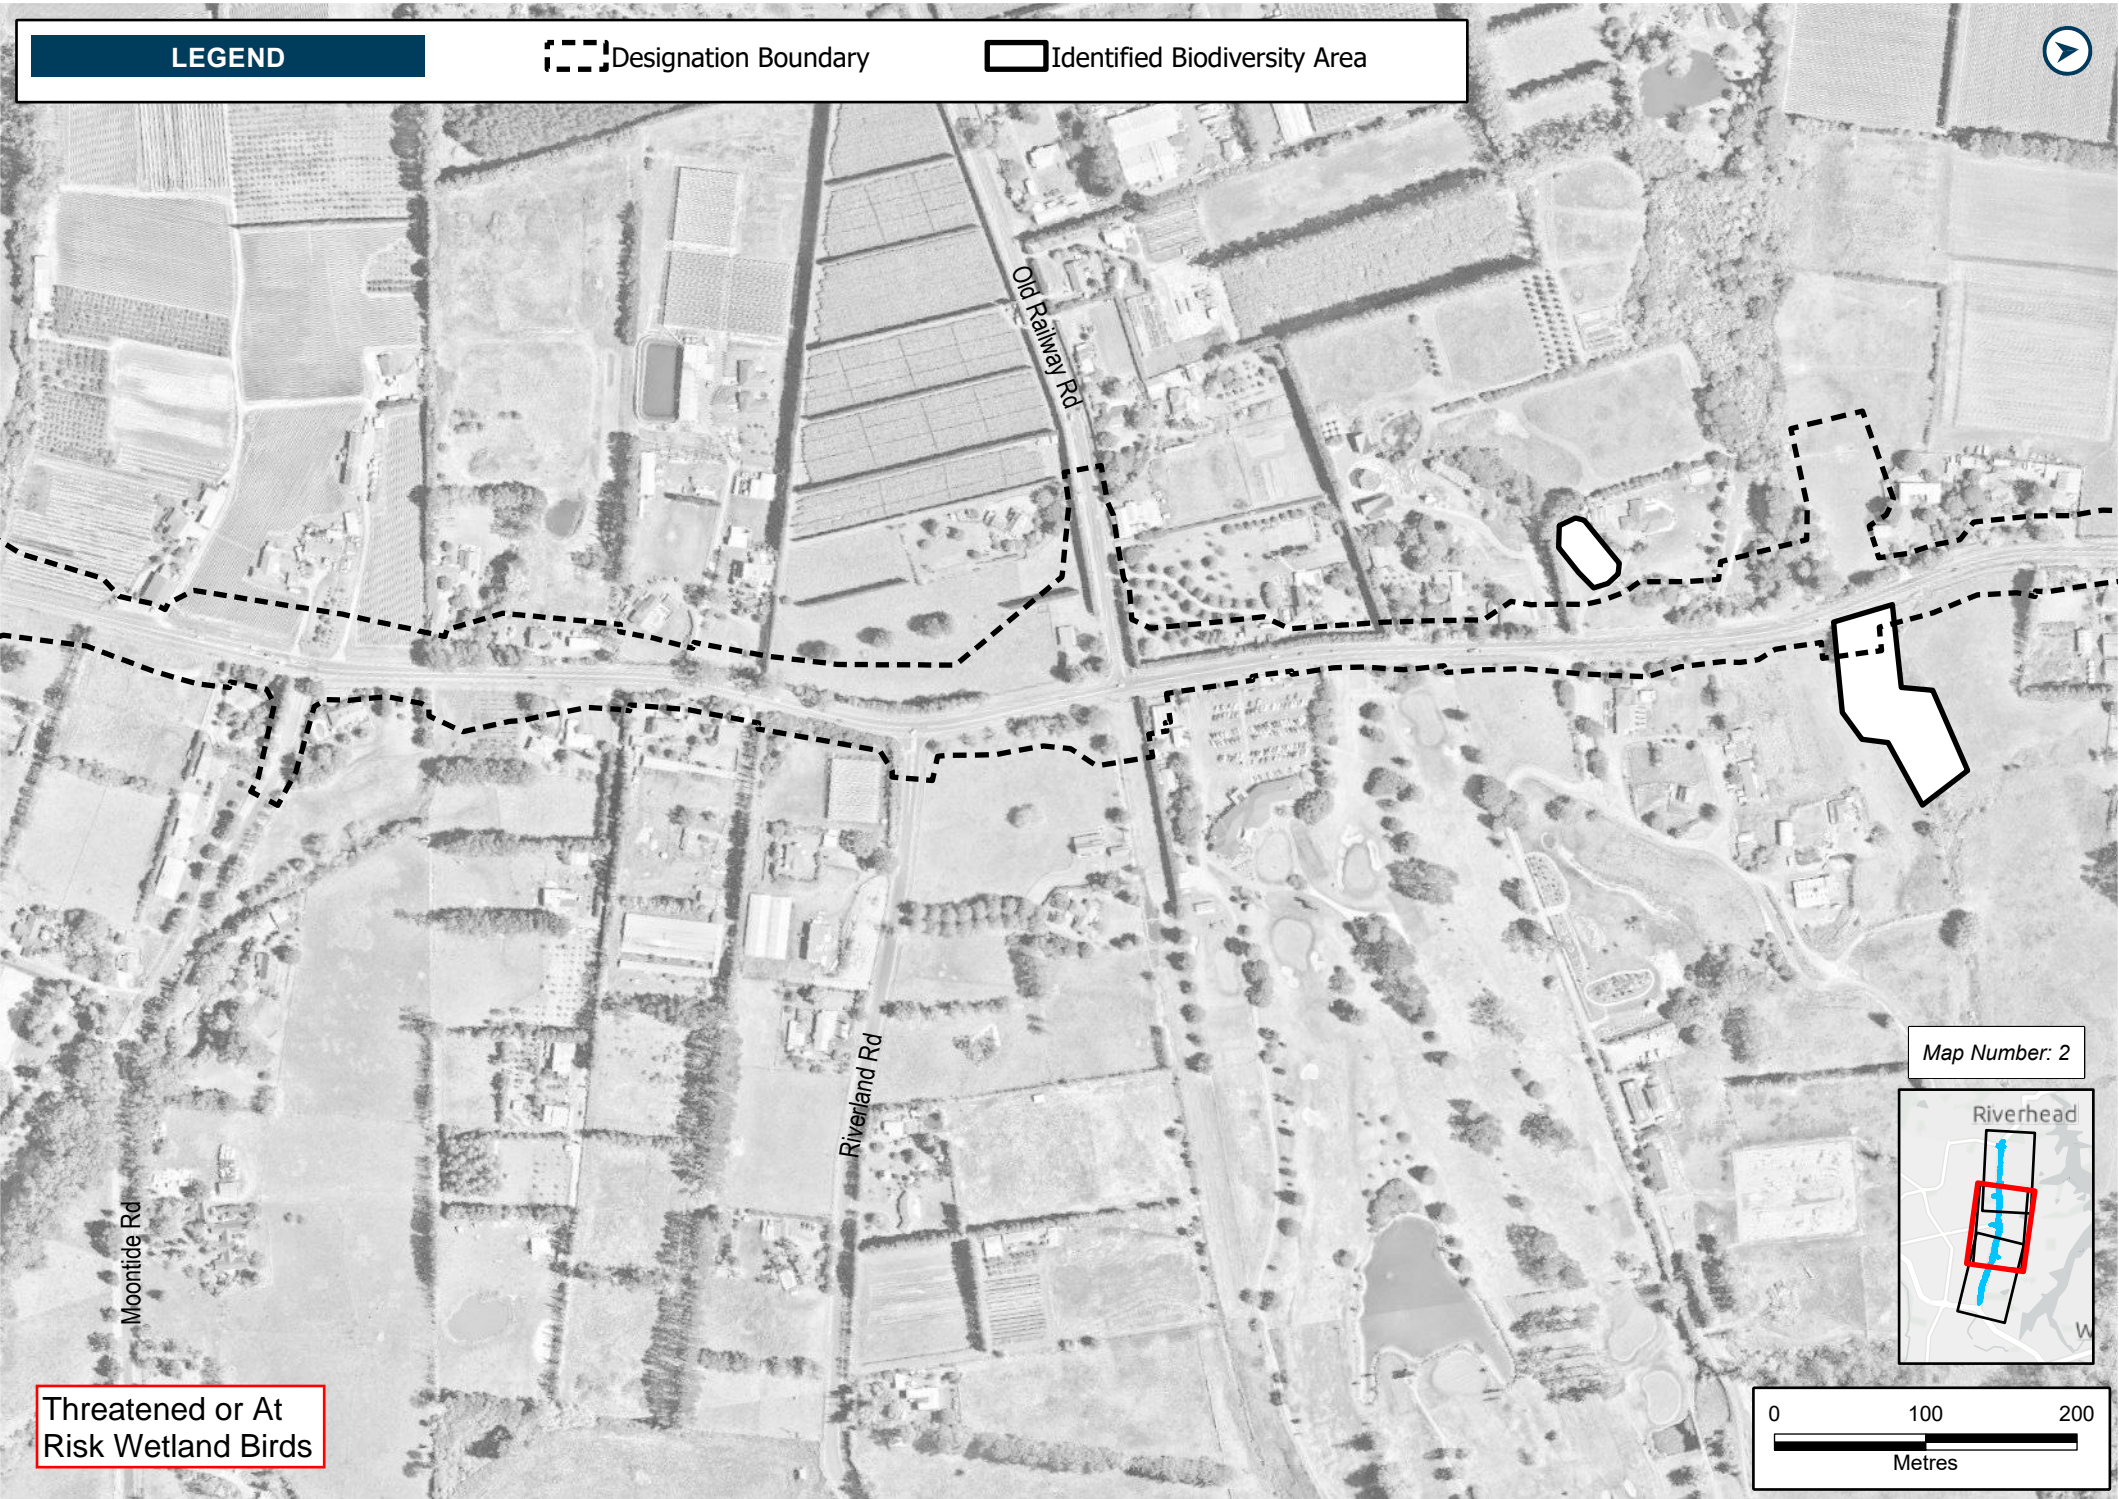 LEGEND
Designation Boundary
Identified Biodiversity Area
Old Railway Rd
Riverland Rd
Moontide Rd
Map Number: 2
Riverhead
W
0 100 200
Metres
Threatened or At
Risk Wetland Birds